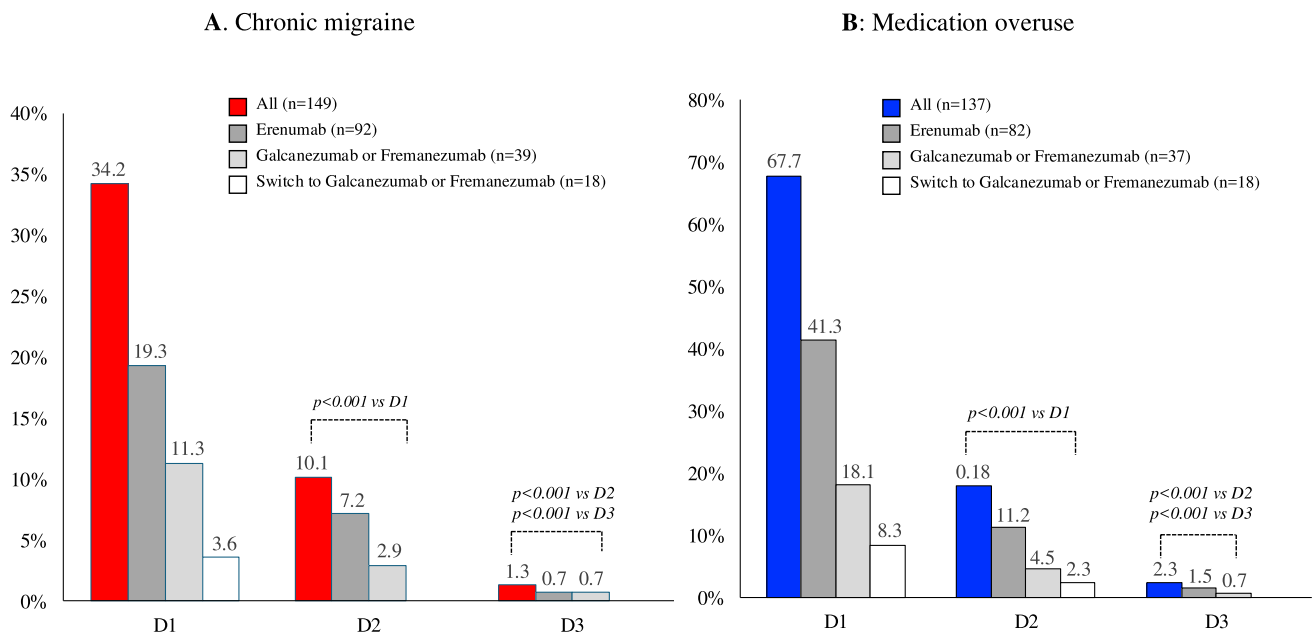 A. Chronic migraine
All (n=149)
Erenumab (n=92)
Galcanezumab or Fremanezumab (n=39)
Switch to Galcanezumab or Fremanezumab (n=18)
40%
35%
30%
25%
20%
15%
10%
5%
0%
34.2
19.3
11.3
3.6
p<0.001 vs D1
10.1
7.2
2.9
p<0.001 vs D2
p<0.001 vs D3
1.3
0.7
0.7
D1
D2
D3
B: Medication overuse
All (n=137)
Erenumab (n=82)
Galcanezumab or Fremanezumab (n=37)
Switch to Galcanezumab or Fremanezumab (n=18)
80%
70%
60%
50%
40%
30%
20%
10%
0%
67.7
41.3
18.1
8.3
p<0.001 vs D1
0.18
11.2
4.5
2.3
p<0.001 vs D2
p<0.001 vs D3
2.3
1.5
0.7
D1
D2
D3